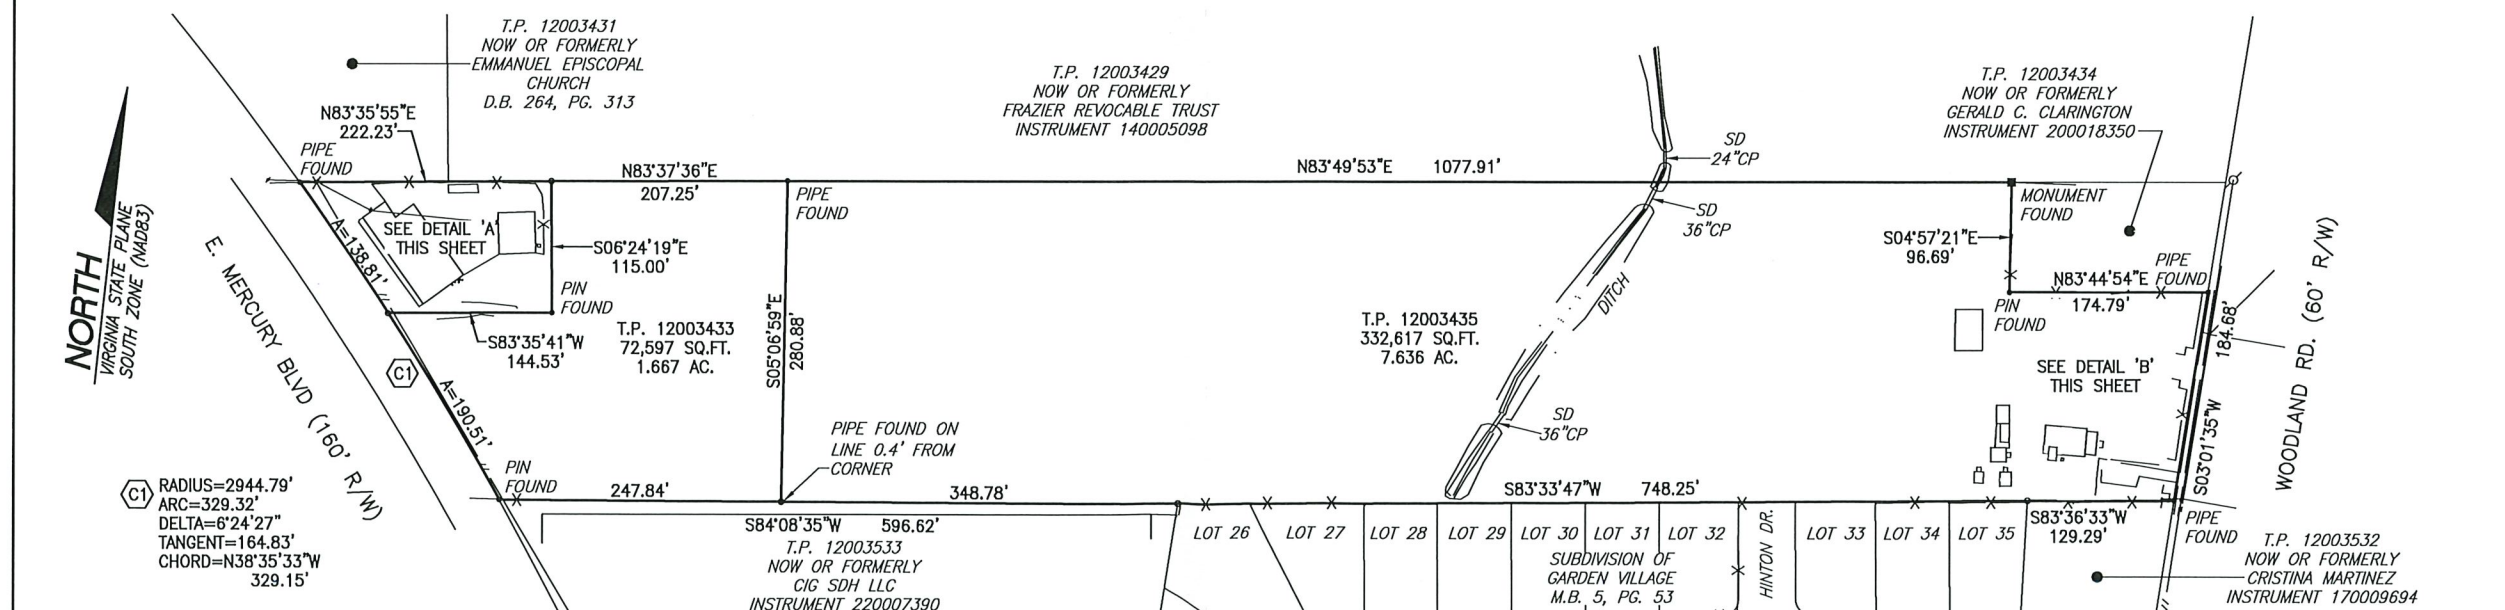 T.P. 12003431
NOW OR FORMERLY
EMMANUEL EPISCOPAL
CHURCH
D.B. 264, PG. 313
T.P. 12003429
NOW OR FORMERLY
FRAZIER REVOCABLE TRUST
INSTRUMENT 140005098
T.P. 12003434
NOW OR FORMERLY
GERALD C. CLARINGTON
INSTRUMENT 200018350
N83°35'55"E
222.23'
PIPE
FOUND
N83°37'36"E
207.25'
PIPE
FOUND
N83°49'53"E 1077.91'
SD
24"CP
SD
36"CP
MONUMENT
FOUND
NORTH
VIRGINIA STATE PLANE
SOUTH ZONE (NAD83)
E. MERCURY BLVD (160' R/W)
A=138.81'
SEE DETAIL 'A'
THIS SHEET
S06°24'19"E
115.00'
PIN
FOUND
S83°35'41"W
144.53'
T.P. 12003433
72,597 SQ.FT.
1.667 AC.
S05°06'59"E
280.88'
T.P. 12003435
332,617 SQ.FT.
7.636 AC.
DITCH
S04°57'21"E
96.69'
PIPE
FOUND
N83°44'54"E
174.79'
PIN
FOUND
184.68'
S03°01'35"W
WOODLAND RD. (60' R/W)
SEE DETAIL 'B'
THIS SHEET
C1
A=190.51'
PIPE FOUND ON
LINE 0.4' FROM
CORNER
SD
36"CP
PIN
FOUND
247.84'
348.78'
S83°33'47"W 748.25'
C1
RADIUS=2944.79'
ARC=329.32'
DELTA=6°24'27"
TANGENT=164.83'
CHORD=N38°35'33"W
329.15'
S84°08'35"W 596.62'
T.P. 12003533
NOW OR FORMERLY
CIG SDH LLC
INSTRUMENT 220007390
LOT 26
LOT 27
LOT 28
LOT 29
LOT 30
LOT 31
LOT 32
HINTON DR.
LOT 33
LOT 34
LOT 35
SUBDIVISION OF
GARDEN VILLAGE
M.B. 5, PG. 53
S83°36'33"W
129.29'
PIPE
FOUND
T.P. 12003532
NOW OR FORMERLY
CRISTINA MARTINEZ
INSTRUMENT 170009694